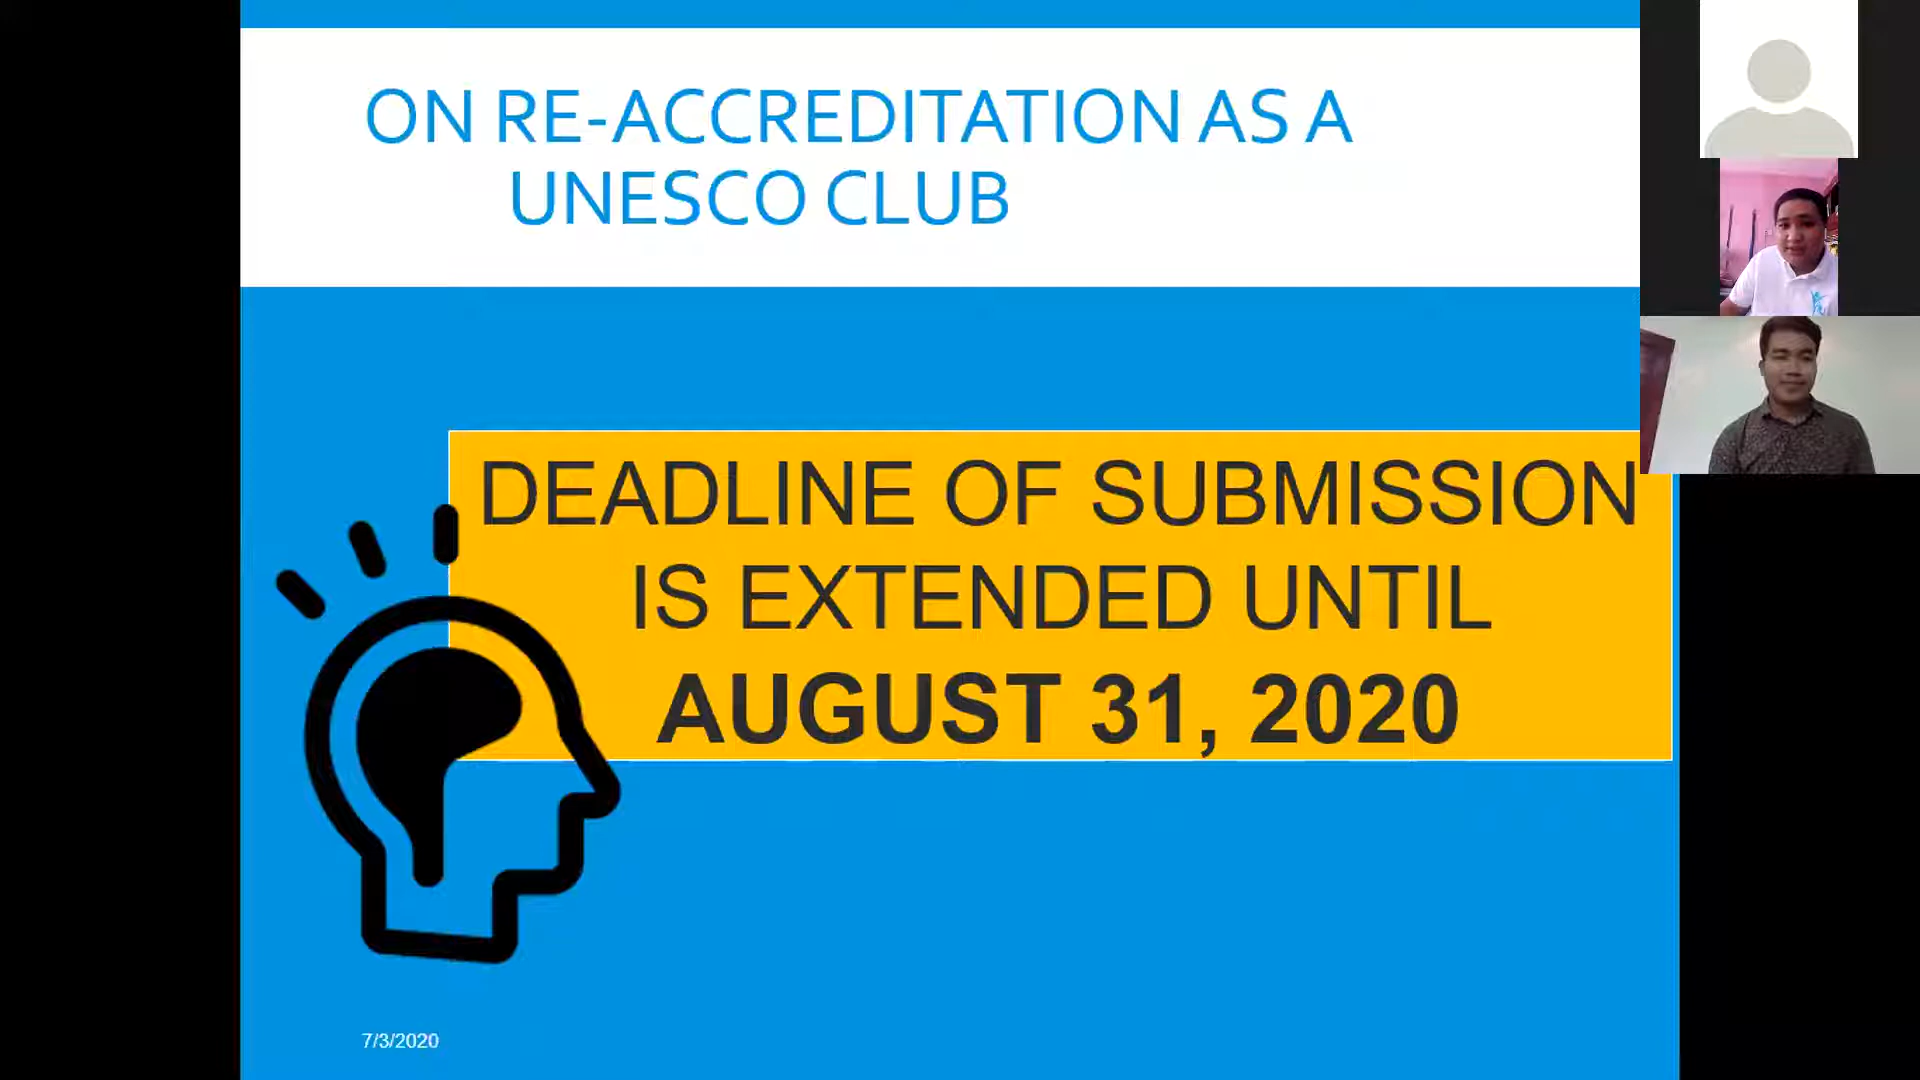 ON RE-ACCREDITATION AS A
UNESCO CLUB
DEADLINE OF SUBMISSION
IS EXTENDED UNTIL
AUGUST 31, 2020
7/3/2020